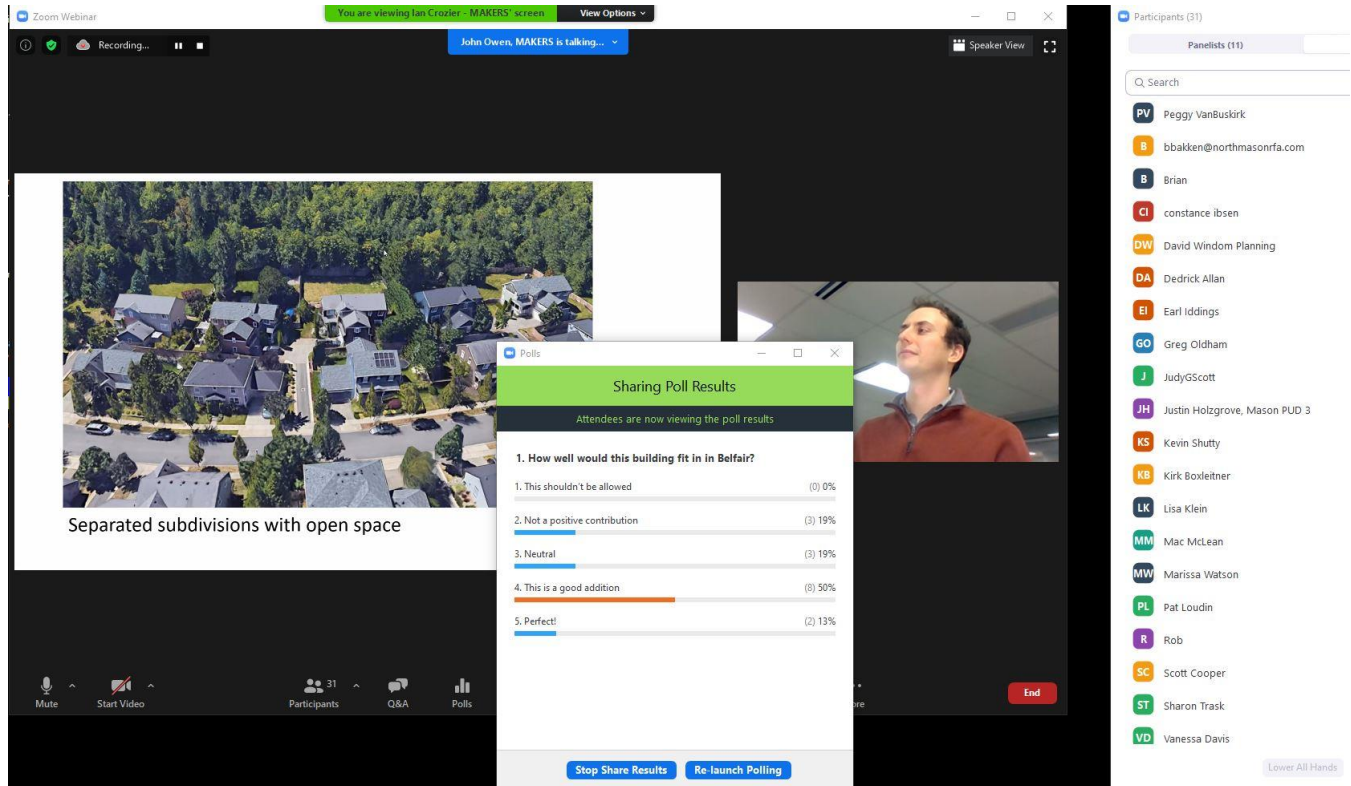 Zoom Webinar
You are viewing Ian Crozier - MAKERS' screen
View Options
Recording...
John Owen, MAKERS is talking...
Speaker View
Separated subdivisions with open space
Polls
Sharing Poll Results
Attendees are now viewing the poll results
1. How well would this building fit in in Belfair?
1. This shouldn't be allowed (0) 0%
2. Not a positive contribution (3) 19%
3. Neutral (3) 19%
4. This is a good addition (8) 50%
5. Perfect! (2) 13%
Stop Share Results
Re-launch Polling
Mute
Start Video
31
Participants
Q&A
Polls
ore
End
Participants (31)
Panelists (11)
Search
PV Peggy VanBuskirk
B bbakken@northmasonrfa.com
B Brian
CI constance ibsen
DW David Windom Planning
DA Dedrick Allan
EI Earl Iddings
GO Greg Oldham
J JudyGScott
JH Justin Holzgrove, Mason PUD 3
KS Kevin Shutty
KB Kirk Boxleitner
LK Lisa Klein
MM Mac McLean
MW Marissa Watson
PL Pat Loudin
R Rob
SC Scott Cooper
ST Sharon Trask
VD Vanessa Davis
Lower All Hands